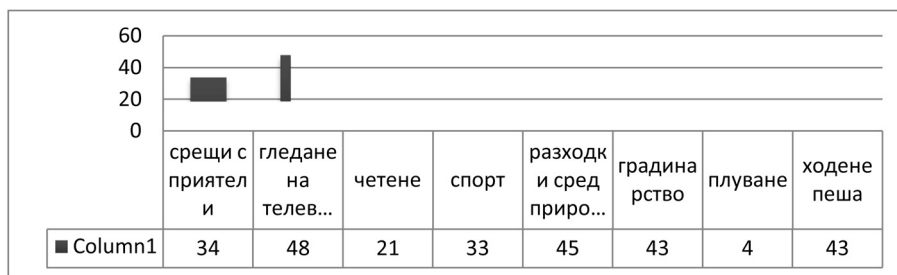 60
40
20
0
срещи с
приятел
и
гледане
на
телев...
четене
спорт
разходк
и сред
приро...
градина
рство
плуване
ходене
пеша
Column1 34 48 21 33 45 43 4 43